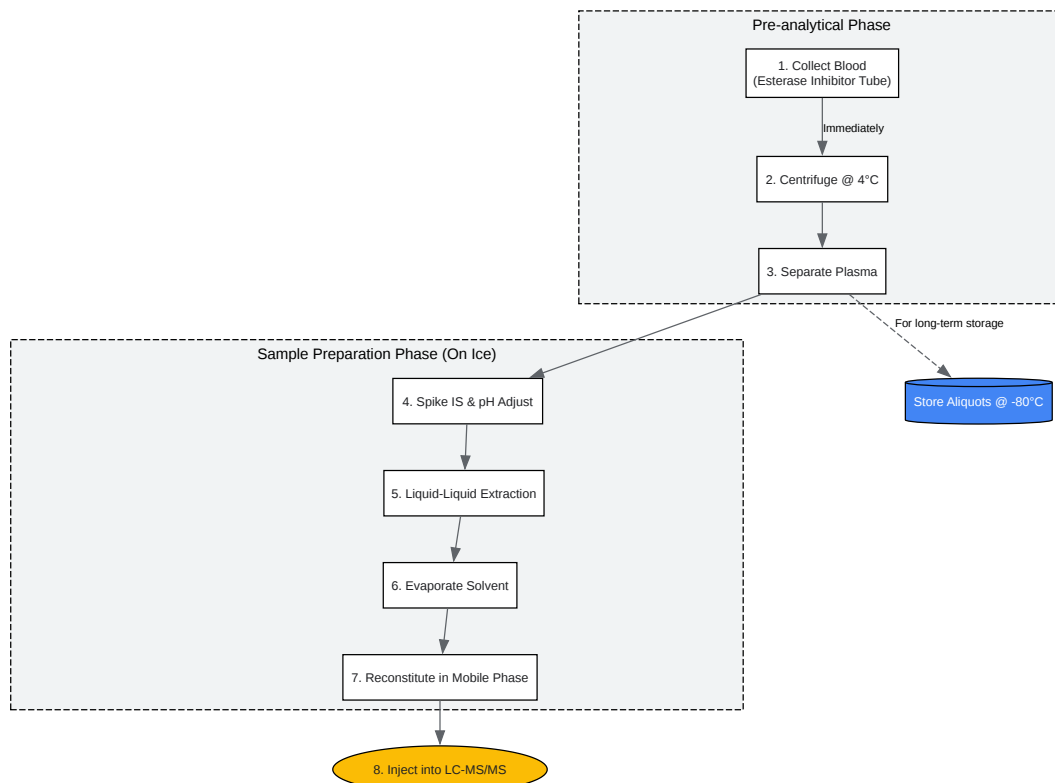 Pre-analytical Phase
1. Collect Blood
(Esterase Inhibitor Tube)
Immediately
2. Centrifuge @ 4°C
3. Separate Plasma
For long-term storage
Sample Preparation Phase (On Ice)
Store Aliquots @ -80°C
4. Spike IS & pH Adjust
5. Liquid-Liquid Extraction
6. Evaporate Solvent
7. Reconstitute in Mobile Phase
8. Inject into LC-MS/MS